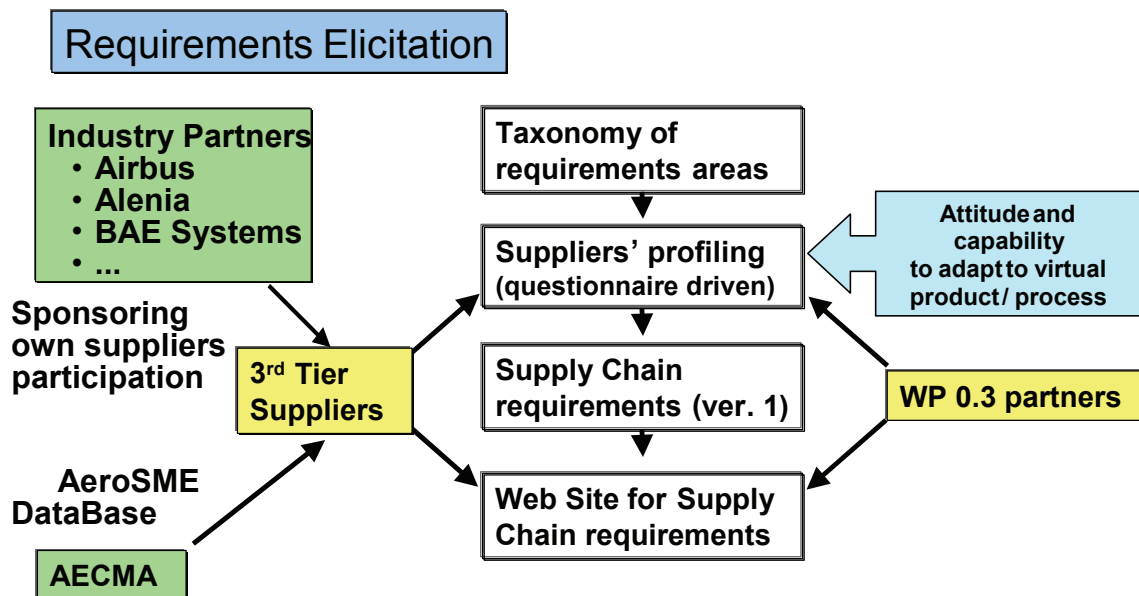 Requirements Elicitation
Industry Partners
• Airbus
• Alenia
• BAE Systems
• ...
Sponsoring
own suppliers
participation
3rd Tier
Suppliers
AeroSME
DataBase
AECMA
Taxonomy of
requirements areas
Suppliers’ profiling
(questionnaire driven)
Supply Chain
requirements (ver. 1)
Web Site for Supply
Chain requirements
Attitude and
capability
to adapt to virtual
product / process
WP 0.3 partners